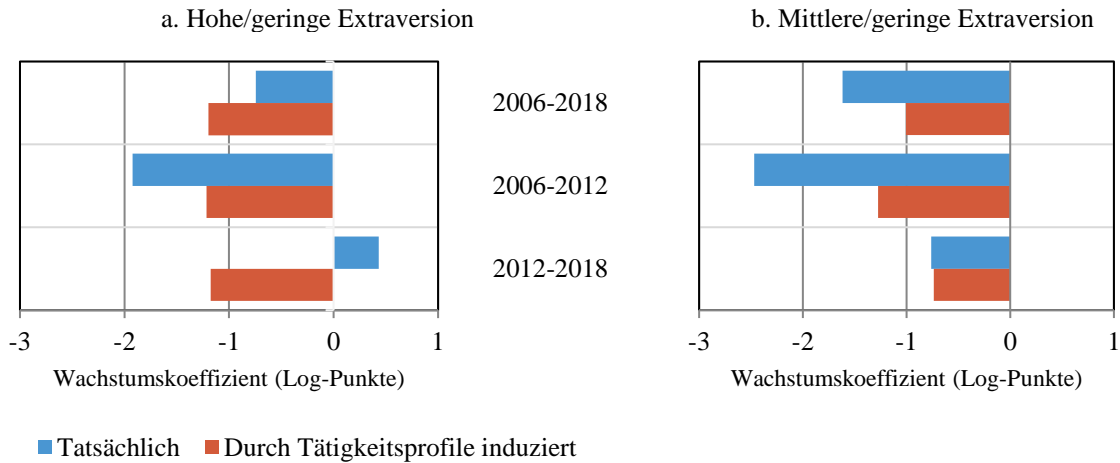 a. Hohe/geringe Extraversion
b. Mittlere/geringe Extraversion
2006-2018
2006-2012
2012-2018
-3 -2 -1 0 1
-3 -2 -1 0 1
Wachstumskoeffizient (Log-Punkte)
Wachstumskoeffizient (Log-Punkte)
Tatsächlich
Durch Tätigkeitsprofile induziert